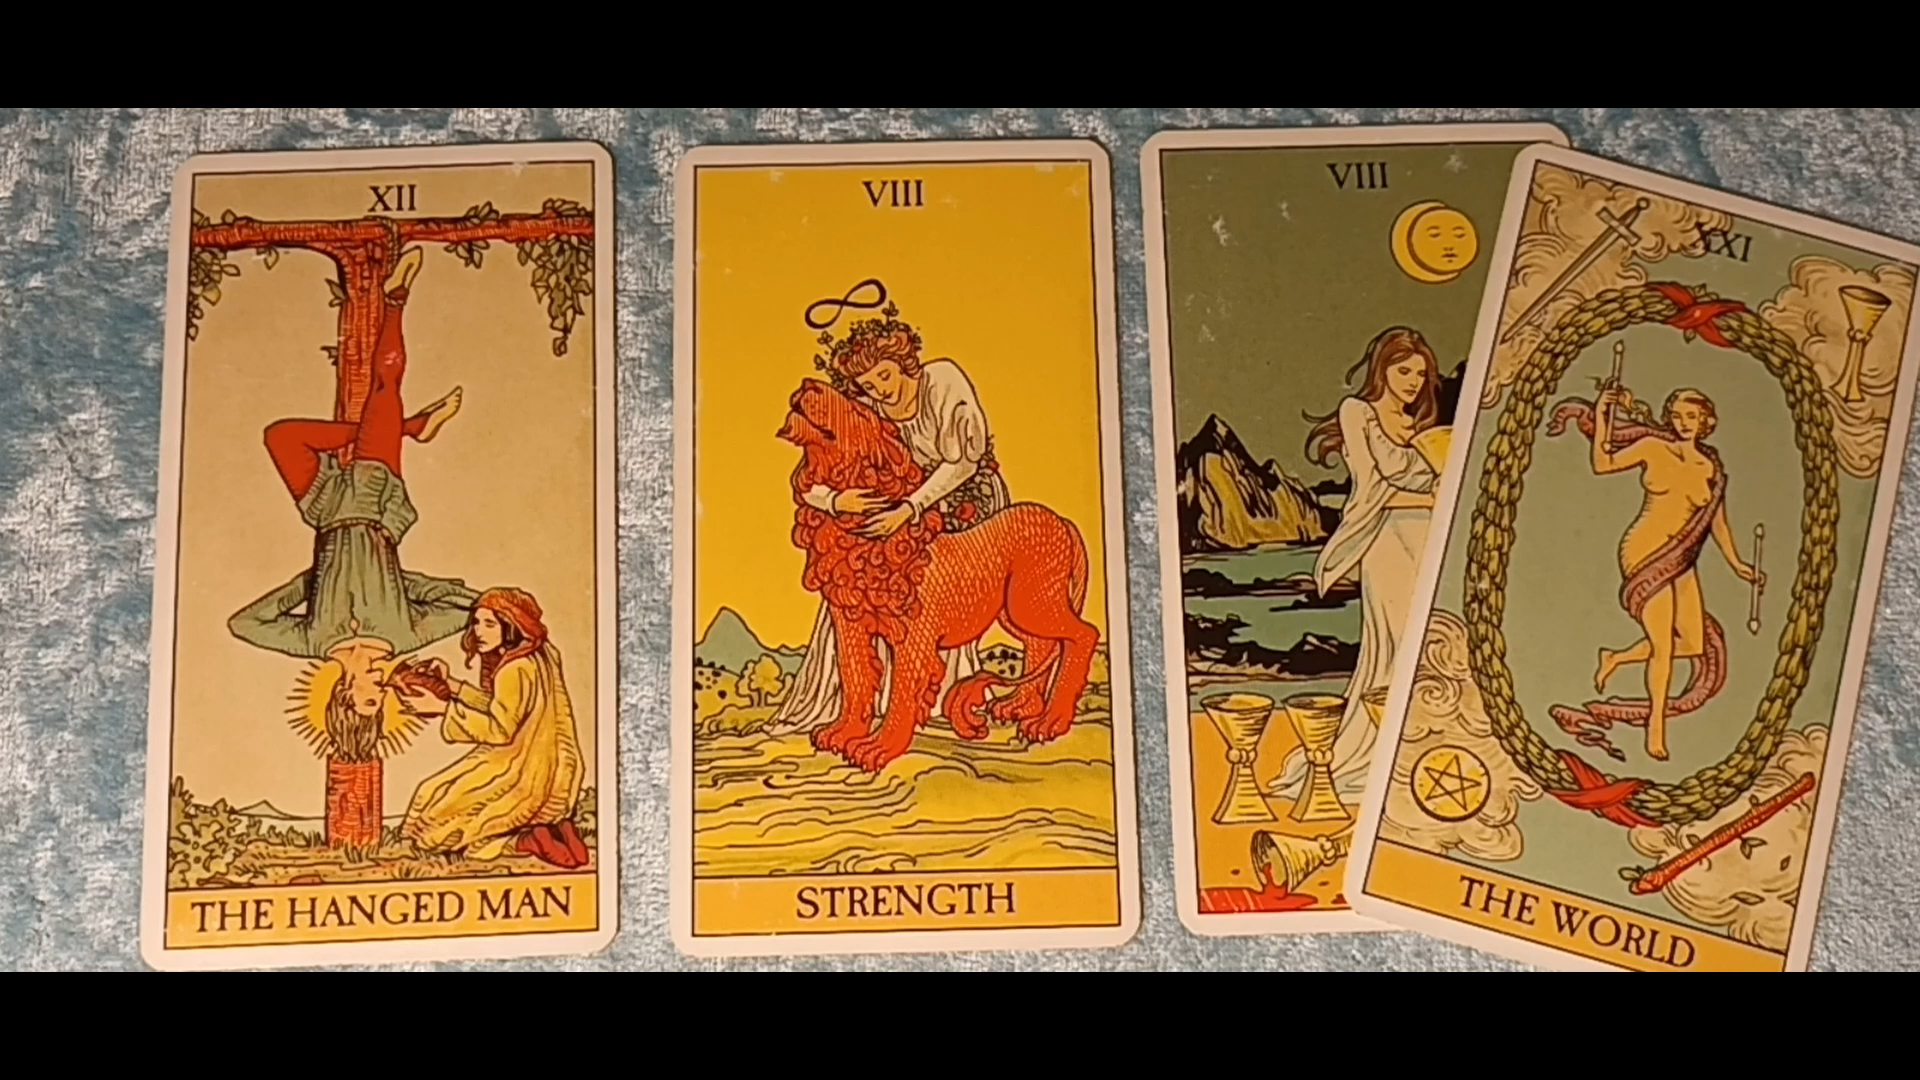 XII
THE HANGED MAN
VIII
STRENGTH
VIII
XXI
THE WORLD